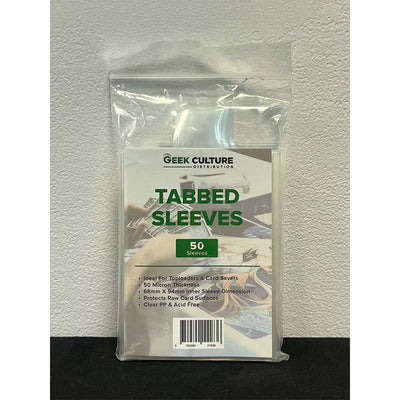 GEEK CULTURE
DISTRIBUTION
TABBED
SLEEVES
50
Sleeves
• Ideal For Toploaders & Card Savers
• 50 Micron Thickness
• 68mm X 94mm Inner Sleeve Dimension
• Protects Raw Card Surfaces
• Clear PP & Acid Free